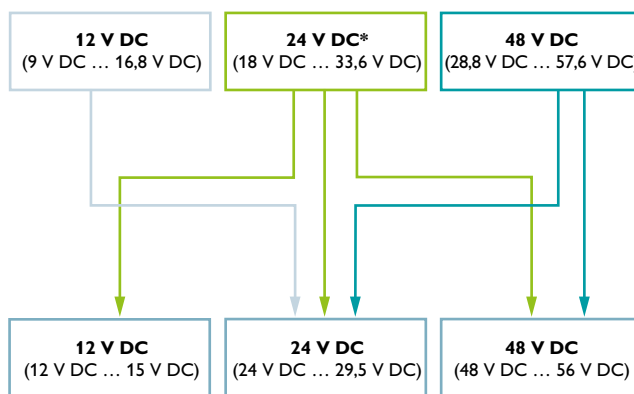 12 V DC
(9 V DC … 16,8 V DC)
24 V DC*
(18 V DC … 33,6 V DC)
48 V DC
(28,8 V DC … 57,6 V DC)
12 V DC
(12 V DC … 15 V DC)
24 V DC
(24 V DC … 29,5 V DC)
48 V DC
(48 V DC … 56 V DC)